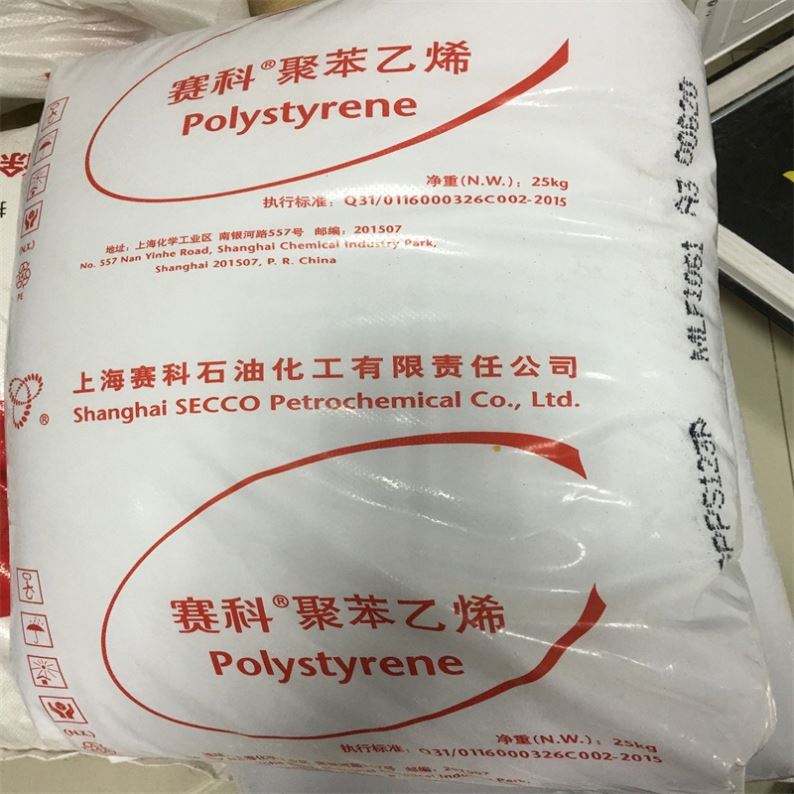 赛科®聚苯乙烯
Polystyrene
净重(N.W.): 25kg
执行标准: Q31/0116000326C002-2015
地址: 上海化学工业区 南银河路557号 邮编: 201507
No. 557 Nan Yinhe Road, Shanghai Chemical Industry Park,
Shanghai 201507, P. R. China
上海赛科石油化工有限责任公司
Shanghai SECCO Petrochemical Co., Ltd.
®
赛科®聚苯乙烯
Polystyrene
净重(N.W.): 25kg
执行标准: Q31/0116000326C002-2015
PE
涂